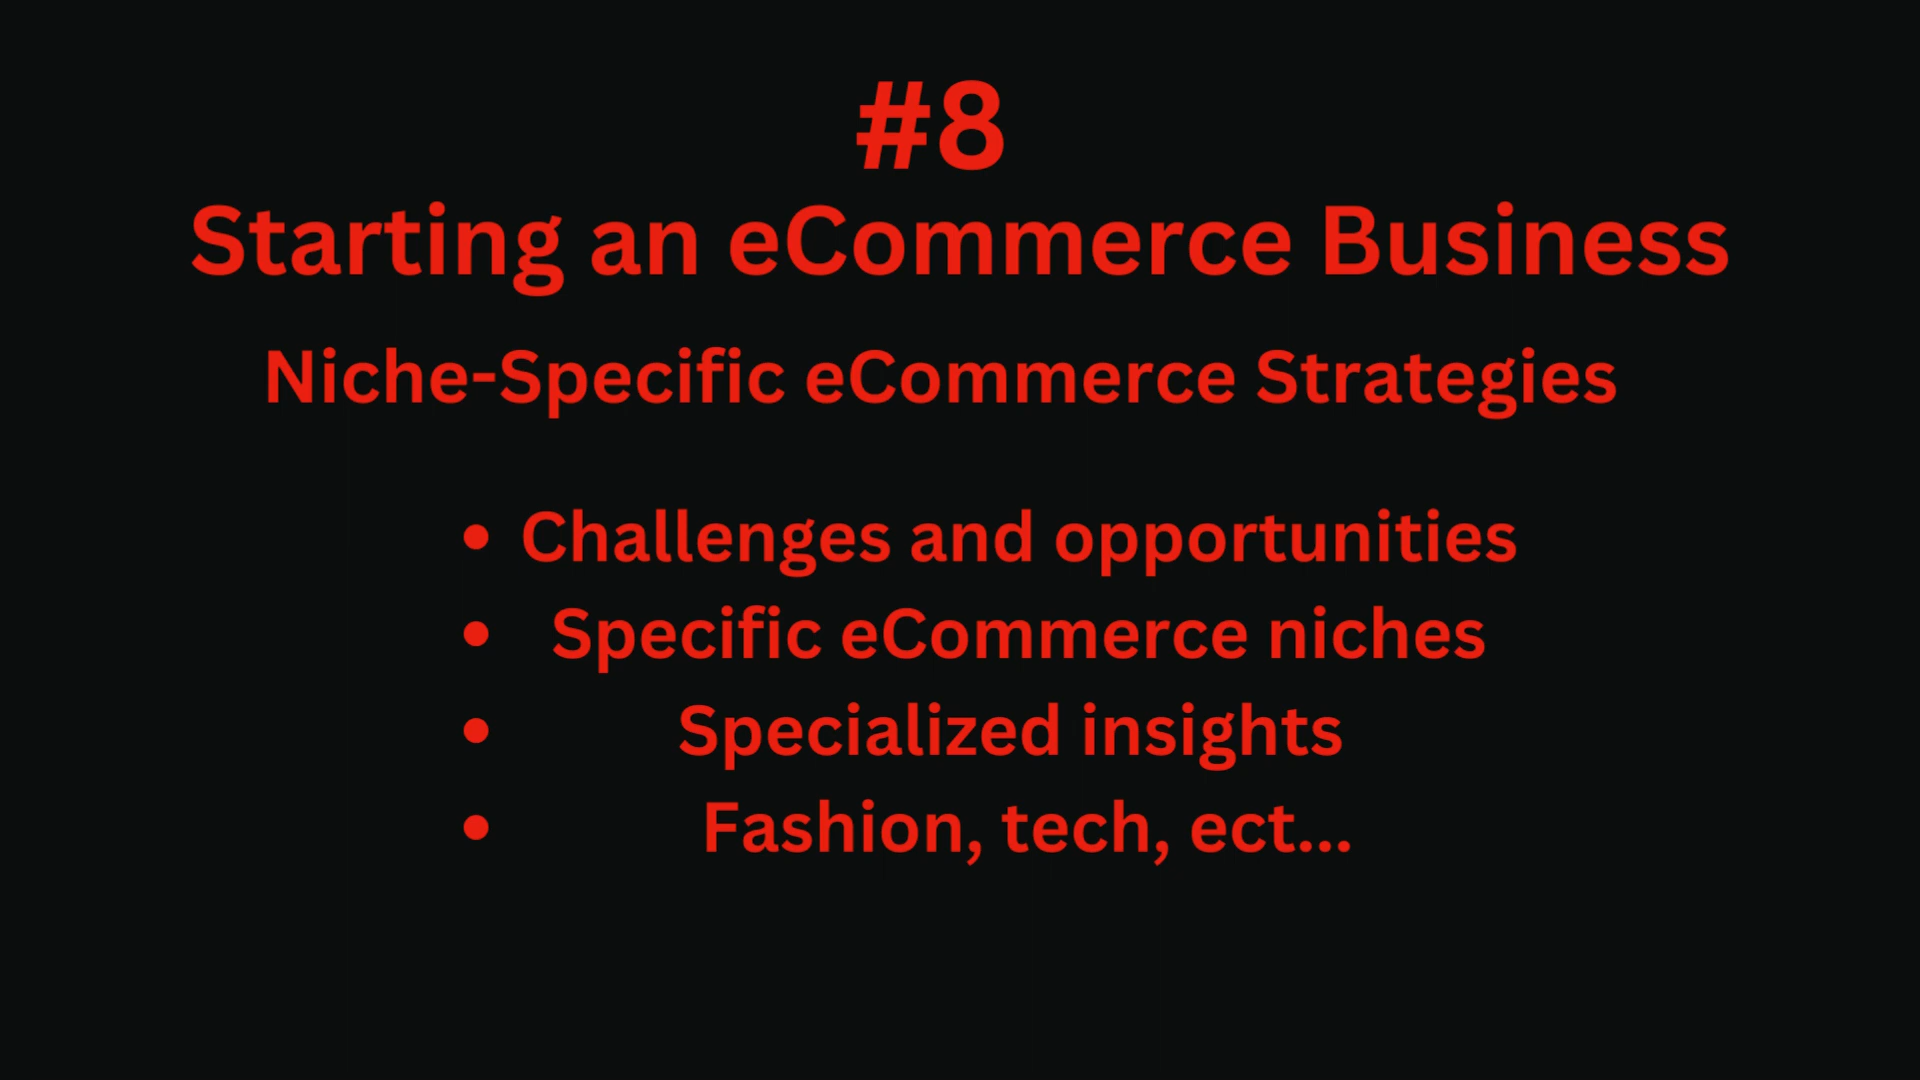 #8
Starting an eCommerce Business
Niche-Specific eCommerce Strategies
• Challenges and opportunities
• Specific eCommerce niches
• Specialized insights
• Fashion, tech, ect...